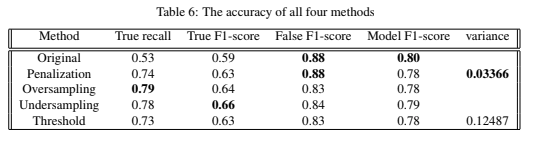 Table 6: The accuracy of all four methods
Method True recall True F1-score False F1-score Model F1-score variance
Original 0.53 0.59 0.88 0.80
Penalization 0.74 0.63 0.88 0.78 0.03366
Oversampling 0.79 0.64 0.83 0.78
Undersampling 0.78 0.66 0.84 0.79
Threshold 0.73 0.63 0.83 0.78 0.12487